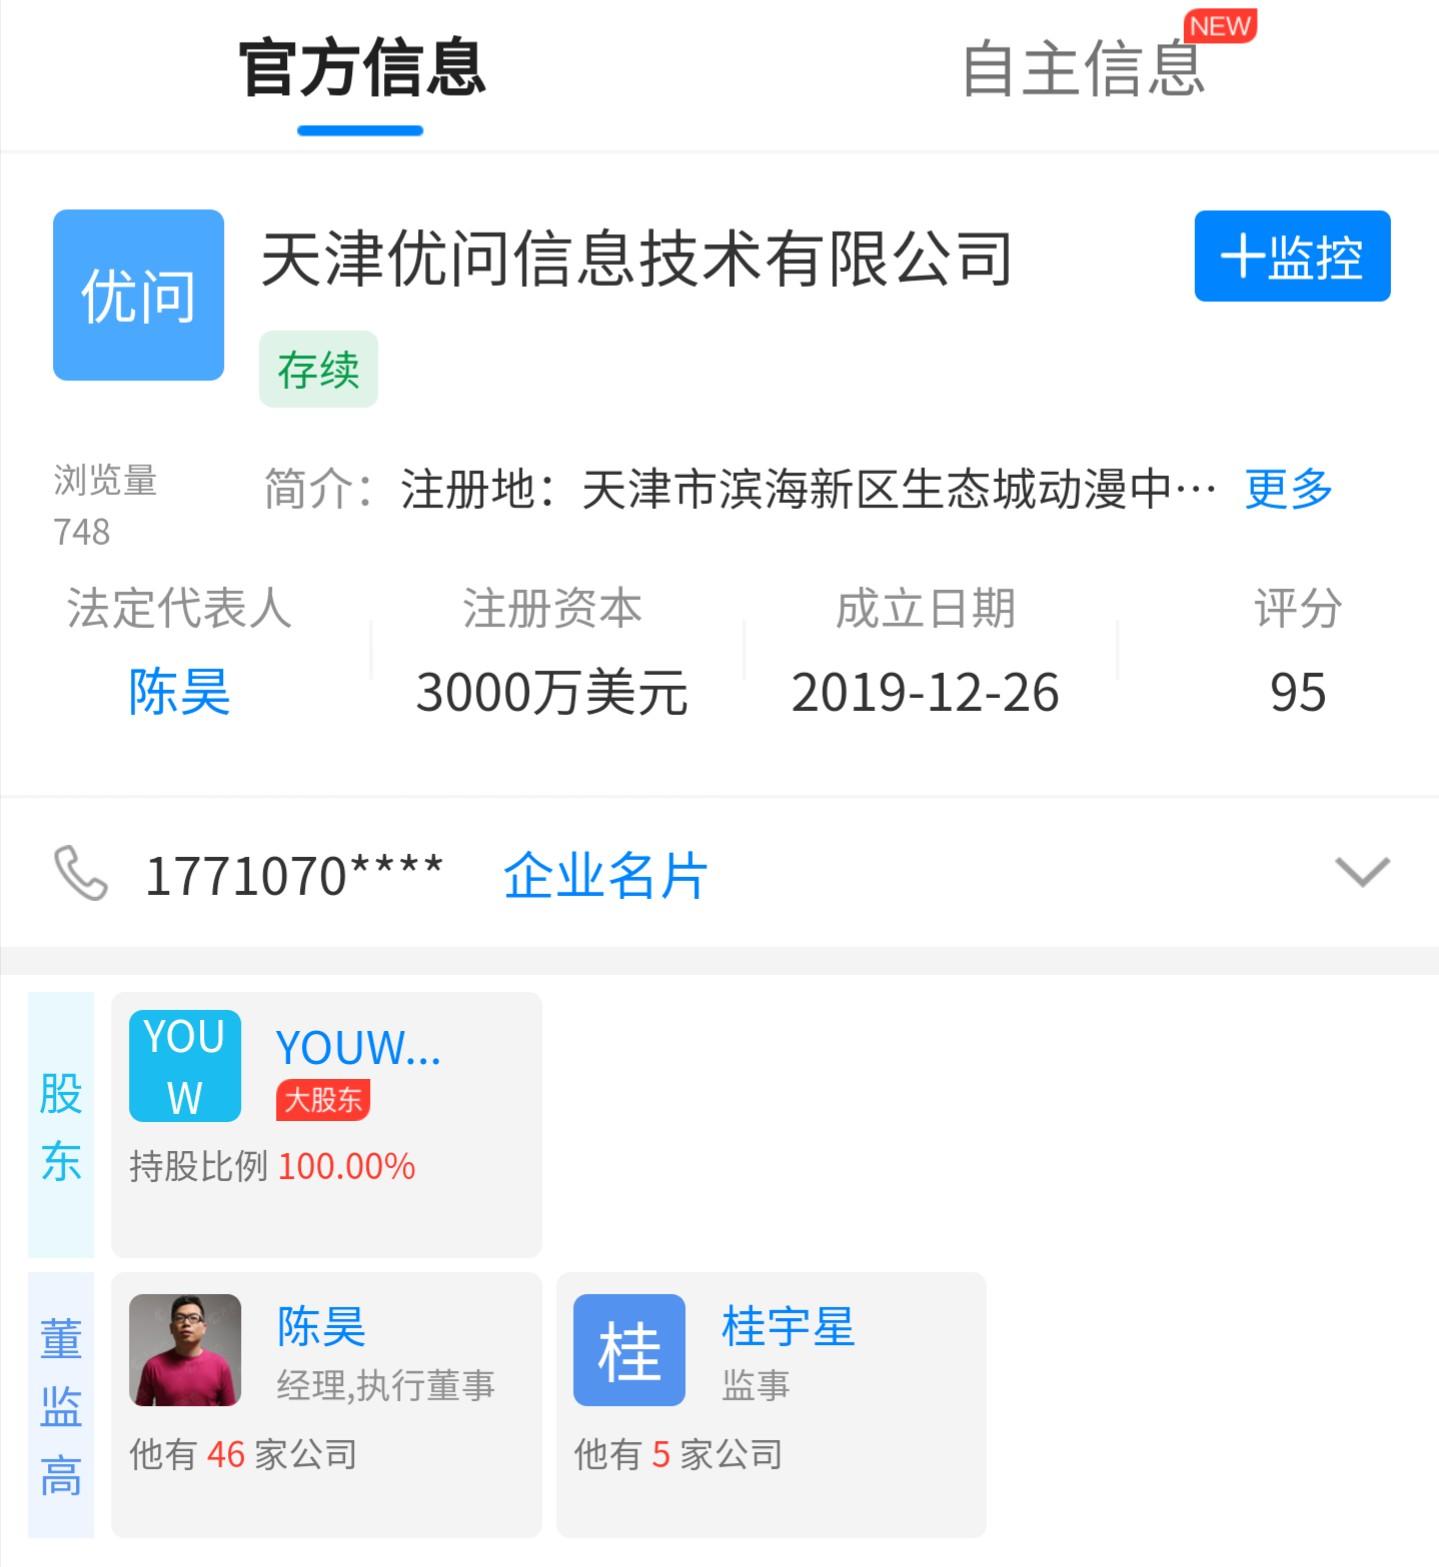 官方信息
自主信息
NEW
优问
天津优问信息技术有限公司
十监控
存续
浏览量
748
简介：注册地：天津市滨海新区生态城动漫中… 更多
法定代表人
注册资本
成立日期
评分
陈昊
3000万美元
2019-12-26
95
1771070****
企业名片
股东
YOU
W
YOUW...
大股东
持股比例 100.00%
董监高
陈昊
经理,执行董事
他有 46 家公司
桂
桂宇星
监事
他有 5 家公司